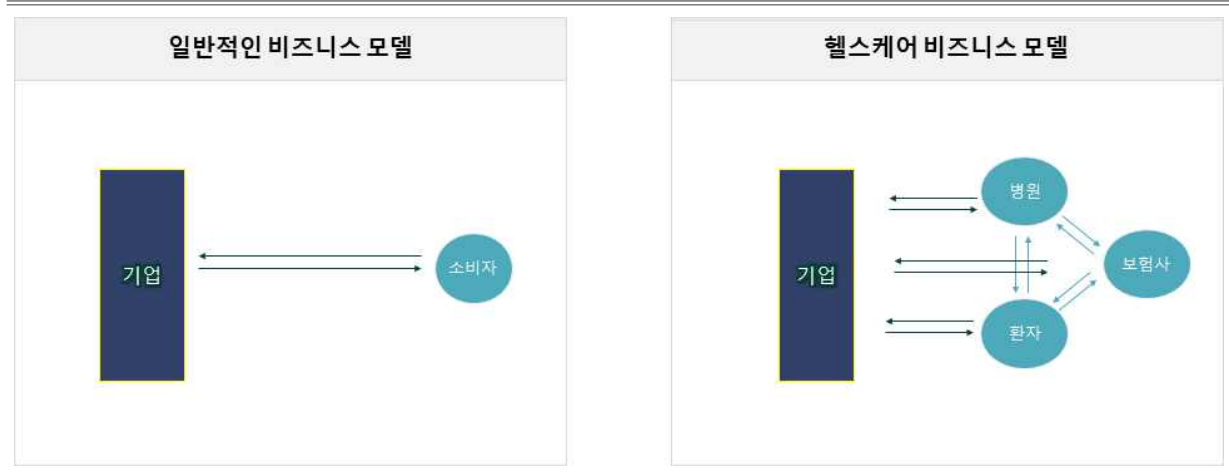 일반적인 비즈니스 모델
기업
소비자
헬스케어 비즈니스 모델
기업
병원
보험사
환자